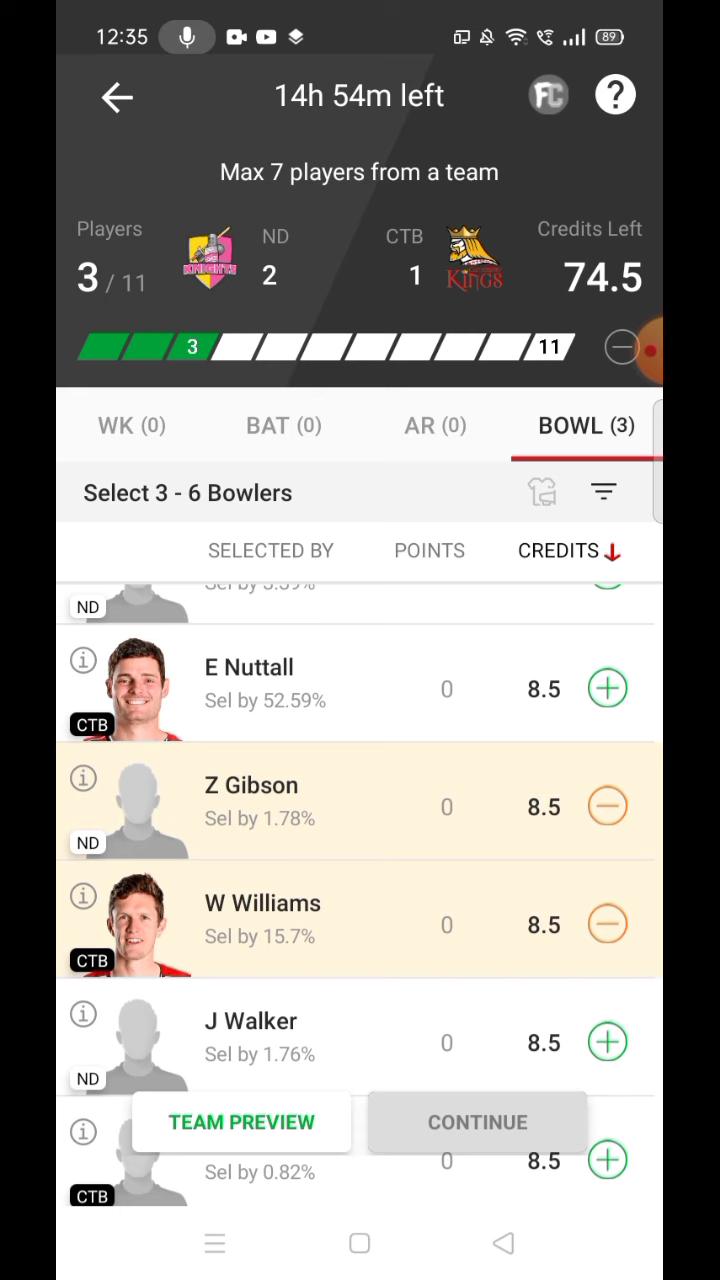 12:35
89
14h 54m left
FC
?
Max 7 players from a team
Players
ND
CTB
Credits Left
3 / 11
KNIGHTS
2
1
KINGS
74.5
3
11
WK (0)
BAT (0)
AR (0)
BOWL (3)
Select 3 - 6 Bowlers
SELECTED BY
POINTS
CREDITS
ND
E Nuttall
Sel by 52.59%
0
8.5
CTB
Z Gibson
Sel by 1.78%
0
8.5
ND
W Williams
Sel by 15.7%
0
8.5
CTB
J Walker
Sel by 1.76%
0
8.5
ND
TEAM PREVIEW
CONTINUE
Sel by 0.82%
0
8.5
CTB